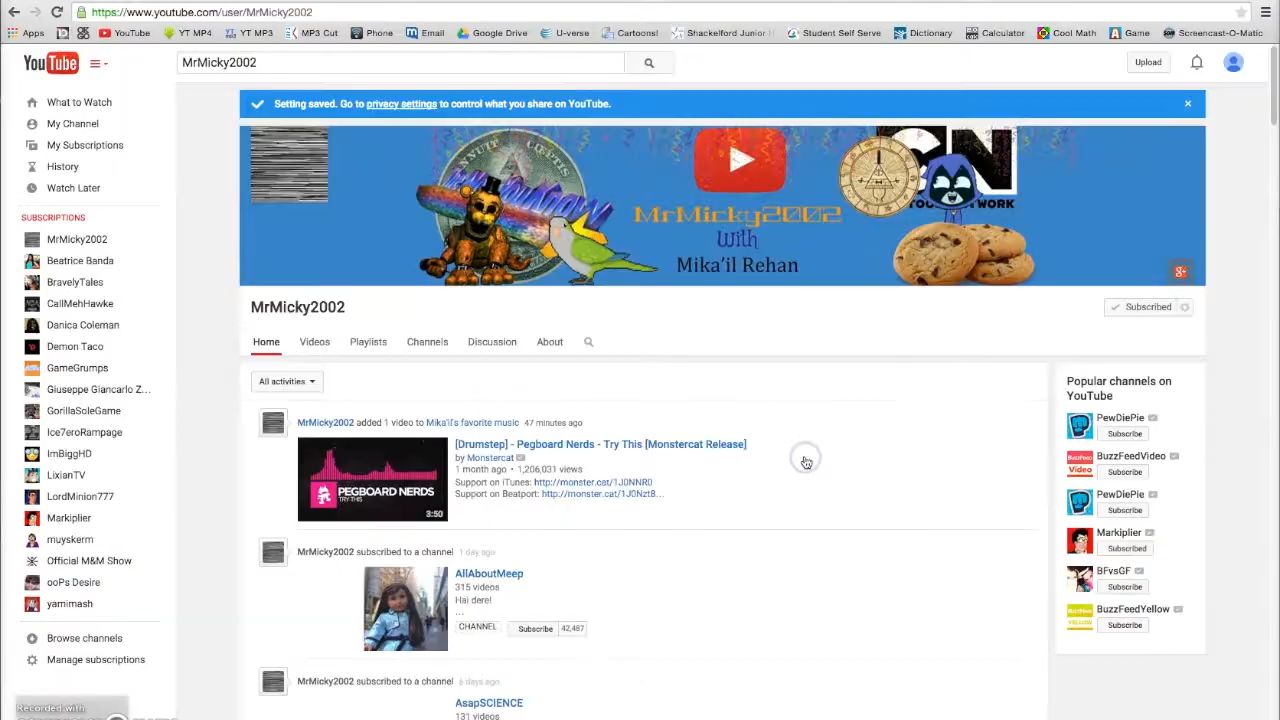 https://www.youtube.com/user/MrMicky2002
Apps YouTube YT MP4 YT MP3 MP3 Cut Phone Email Google Drive U-verse Cartoons! Shackelford Junior Student Self Serve Dictionary Calculator Cool Math Game Screencast-O-Matic
YouTube
MrMicky2002
Upload
What to Watch
My Channel
My Subscriptions
History
Watch Later
SUBSCRIPTIONS
MrMicky2002
Beatrice Banda
BravelyTales
CallMeHawke
Danica Coleman
Demon Taco
GameGrumps
Giuseppe Giancarlo Z...
GorillaSoleGame
Ice7eroRampage
ImBiggHD
LixianTV
LordMinion777
Markiplier
muyskerm
Official M&M Show
ooPs Desire
yamimash
Browse channels
Manage subscriptions
Recorded with
Setting saved. Go to privacy settings to control what you share on YouTube.
ANNUIT COEPTIS
MrMicky2002
With
Mika'il Rehan
CN
g+
MrMicky2002
Subscribed
Home Videos Playlists Channels Discussion About
All activities
MrMicky2002 added 1 video to Mika'il's favorite music 47 minutes ago
PEGBOARD NERDS
TRY THIS
3:50
[Drumstep] - Pegboard Nerds - Try This [Monstercat Release]
by Monstercat
1 month ago • 1,206,031 views
Support on iTunes: http://monster.cat/1J0NNR0
Support on Beatport: http://monster.cat/1J0Nzt8...
MrMicky2002 subscribed to a channel 1 day ago
AllAboutMeep
315 videos
Hai dere!
...
CHANNEL Subscribe 42,487
MrMicky2002 subscribed to a channel 6 days ago
AsapSCIENCE
131 videos
Popular channels on
YouTube
PewDiePie
Subscribe
BuzzFeed
Video
BuzzFeedVideo
Subscribe
PewDiePie
Subscribe
Markiplier
Subscribed
BFvsGF
Subscribe
BuzzFeedYellow
Subscribe